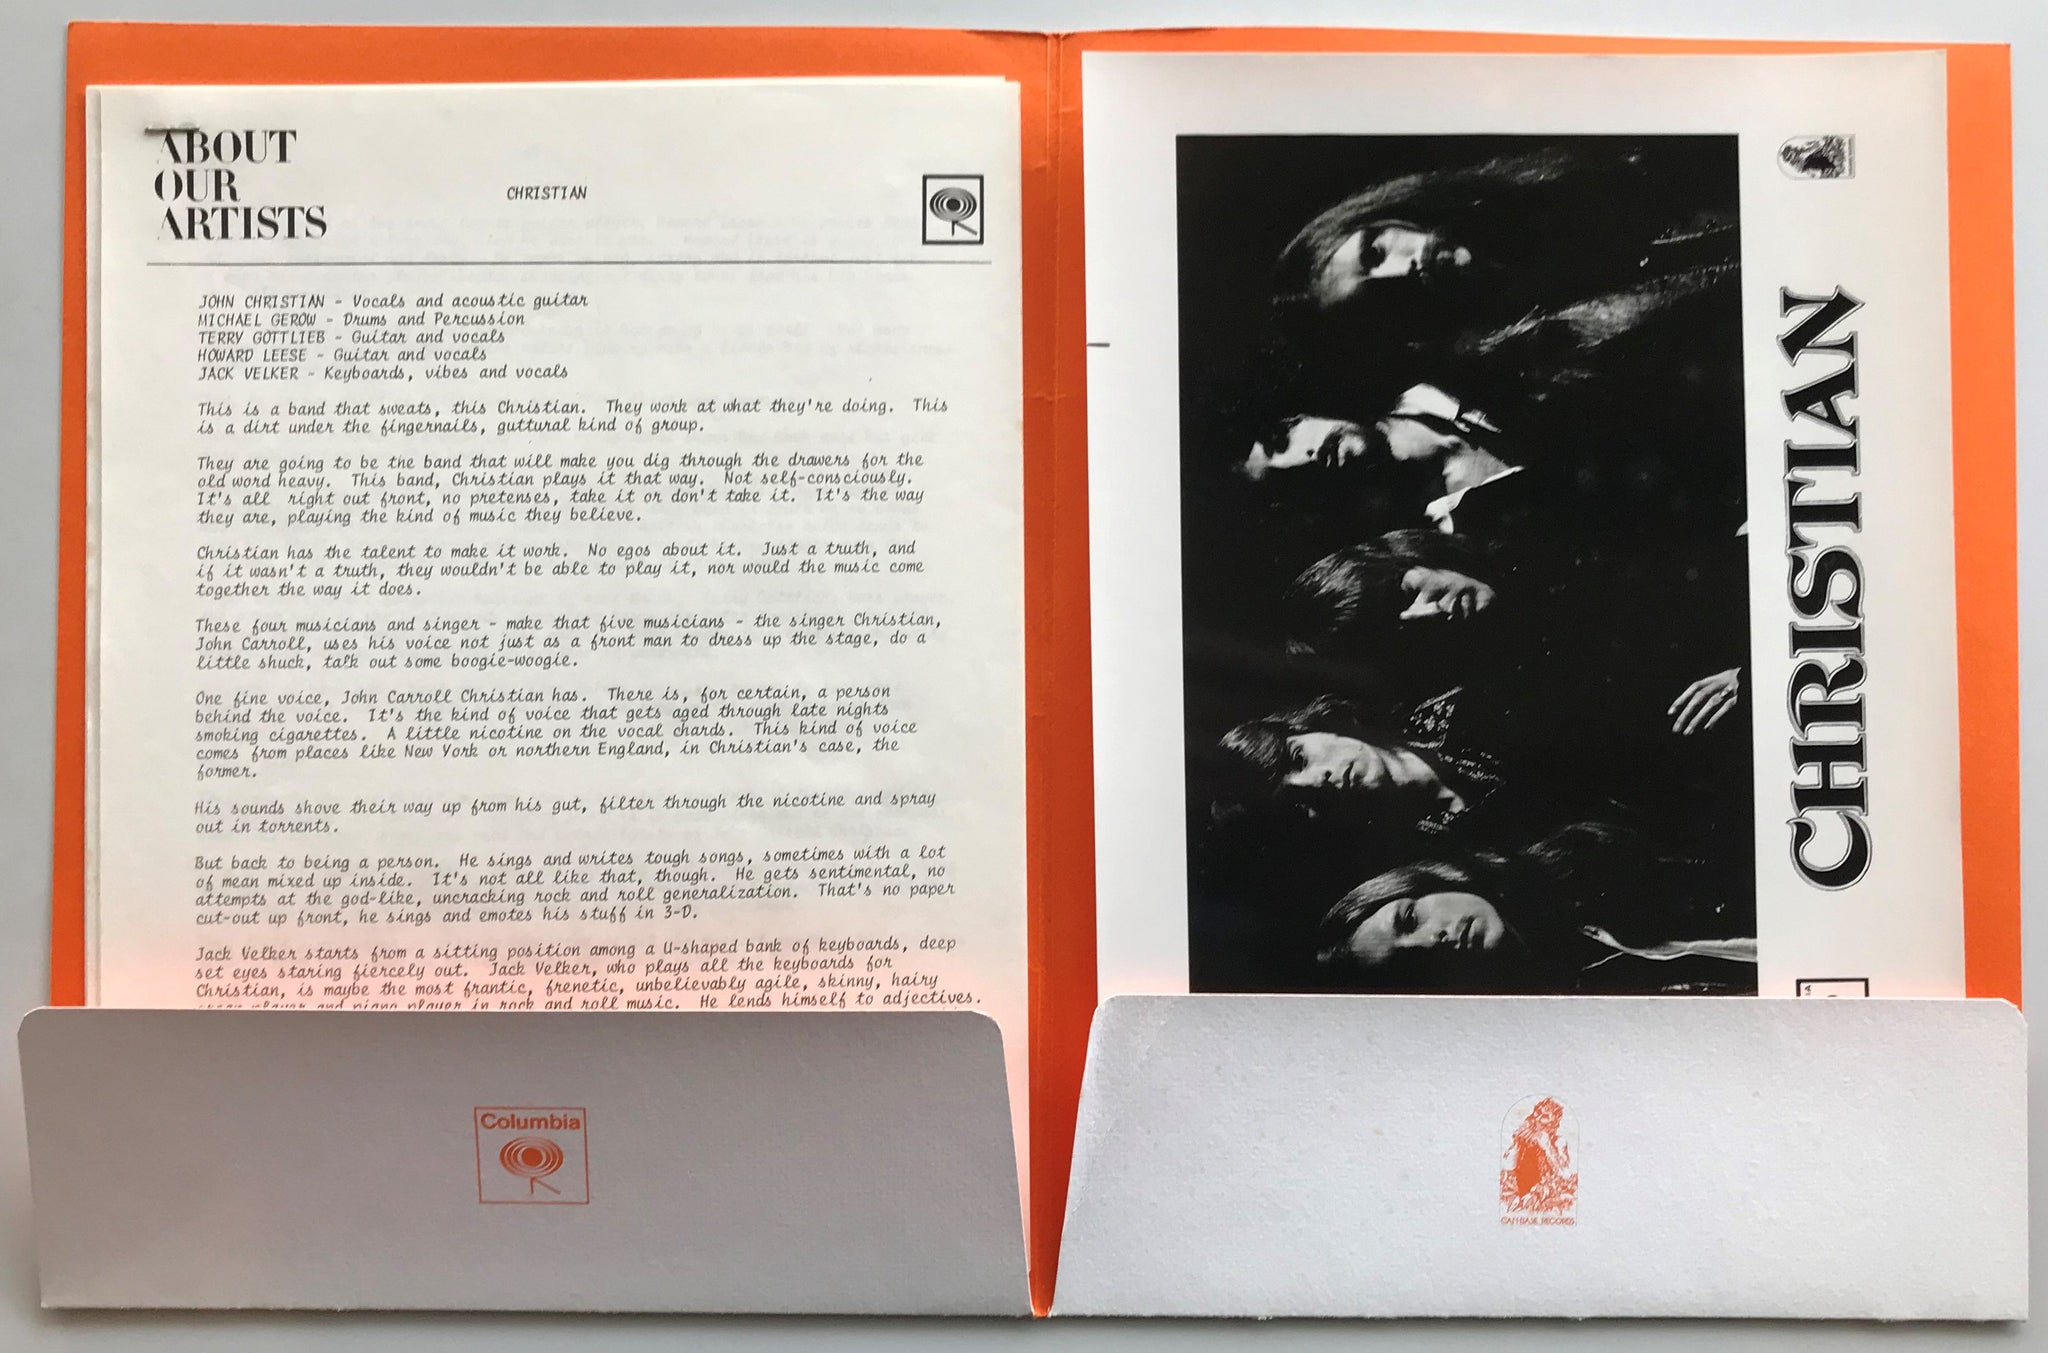 ABOUT
OUR
ARTISTS
CHRISTIAN
JOHN CHRISTIAN - Vocals and acoustic guitar
MICHAEL GEROW - Drums and Percussion
TERRY GOTTLIEB - Guitar and vocals
HOWARD LEESE - Guitar and vocals
JACK VELKER - Keyboards, vibes and vocals
This is a band that sweats, this Christian. They work at what they're doing. This
is a dirt under the fingernails, guttural kind of group.
They are going to be the band that will make you dig through the drawers for the
old word heavy. This band, Christian plays it that way. Not self-consciously.
It's all right out front, no pretenses, take it or don't take it. It's the way
they are, playing the kind of music they believe.
Christian has the talent to make it work. No egos about it. Just a truth, and
if it wasn't a truth, they wouldn't be able to play it, nor would the music come
together the way it does.
These four musicians and singer - make that five musicians - the singer Christian,
John Carroll, uses his voice not just as a front man to dress up the stage, do a
little shuck, talk out some boogie-woogie.
One fine voice, John Carroll Christian has. There is, for certain, a person
behind the voice. It's the kind of voice that gets aged through late nights
smoking cigarettes. A little nicotine on the vocal chards. This kind of voice
comes from places like New York or northern England, in Christian's case, the
former.
His sounds shove their way up from his gut, filter through the nicotine and spray
out in torrents.
But back to being a person. He sings and writes tough songs, sometimes with a lot
of mean mixed up inside. It's not all like that, though. He gets sentimental, no
attempts at the god-like, uncracking rock and roll generalization. That's no paper
cut-out up front, he sings and emotes his stuff in 3-D.
Jack Velker starts from a sitting position among a U-shaped bank of keyboards, deep
set eyes staring fiercely out. Jack Velker, who plays all the keyboards for
Christian, is maybe the most frantic, frenetic, unbelievably agile, skinny, hairy
organ player and piano player in rock and roll music. He lends himself to adjectives.
Columbia
CHRISTIAN
RECORDS